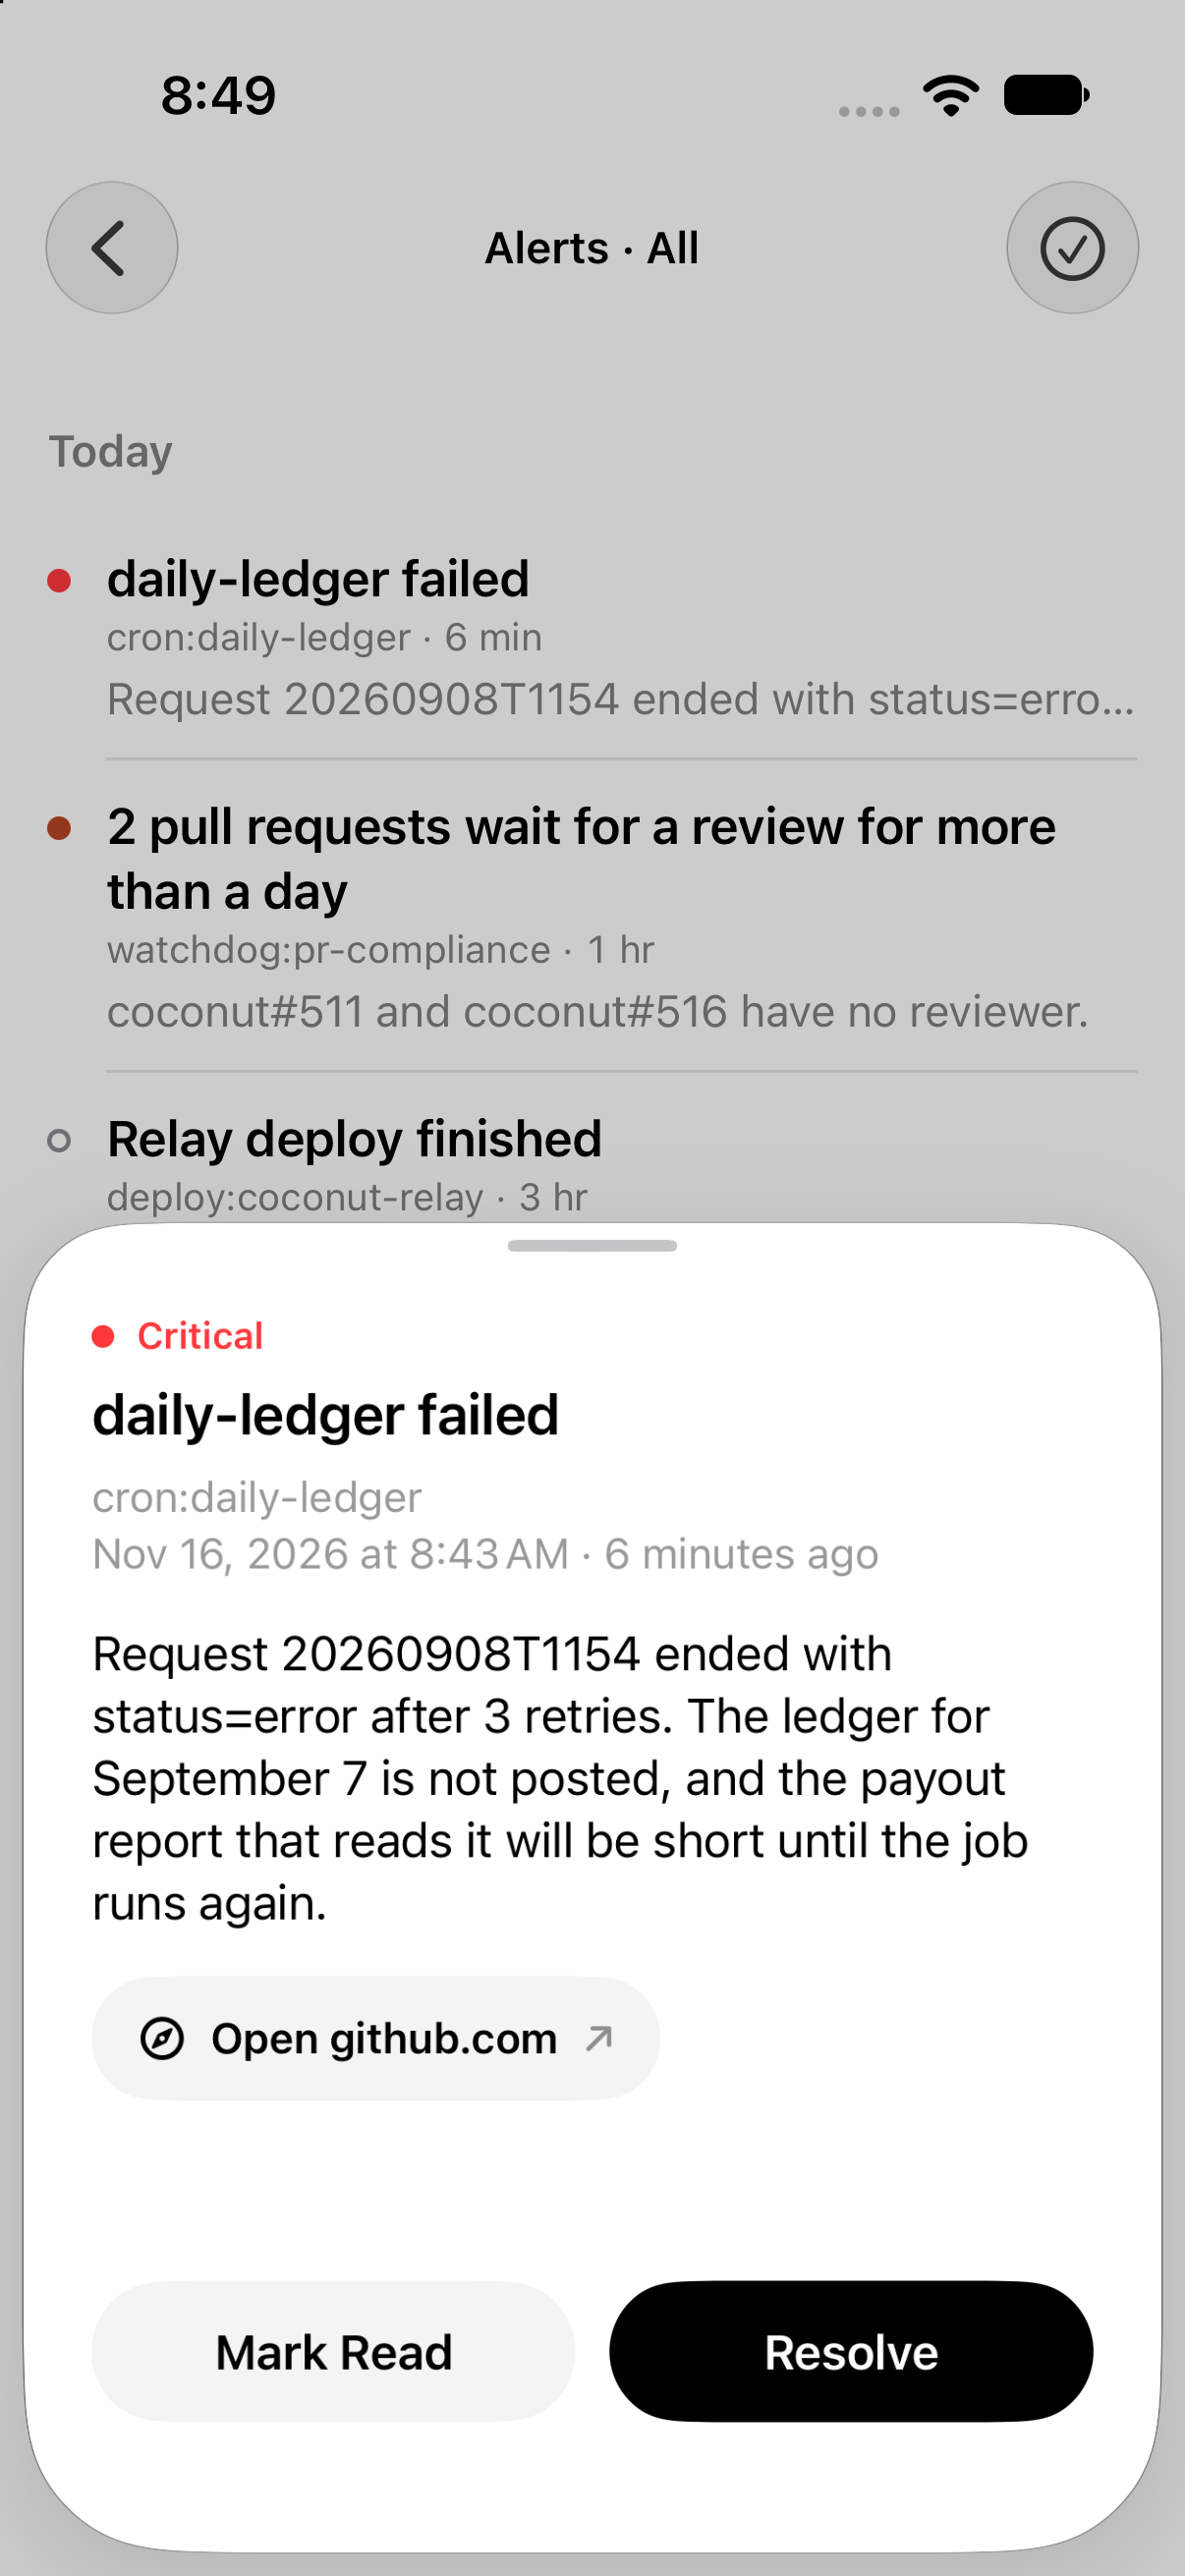 8:49
Alerts · All
Today
daily-ledger failed
cron:daily-ledger · 6 min
Request 20260908T1154 ended with status=erro...
2 pull requests wait for a review for more
than a day
watchdog:pr-compliance · 1 hr
coconut#511 and coconut#516 have no reviewer.
Relay deploy finished
deploy:coconut-relay · 3 hr
Critical
daily-ledger failed
cron:daily-ledger
Nov 16, 2026 at 8:43 AM · 6 minutes ago
Request 20260908T1154 ended with
status=error after 3 retries. The ledger for
September 7 is not posted, and the payout
report that reads it will be short until the job
runs again.
Open github.com
Mark Read
Resolve